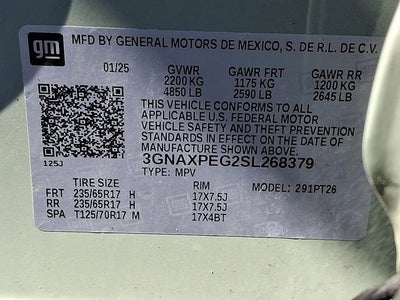 gm
MFD BY GENERAL MOTORS DE MEXICO, S. DE R.L. DE C.V.
01/25 GVWR GAWR FRT GAWR RR
2200 KG 1175 KG 1200 KG
4850 LB 2590 LB 2645 LB
THIS VEHICLE CONFORMS TO ALL
APPLICABLE U.S. FEDERAL MOTOR
VEHICLE SAFETY, BUMPER, AND THEFT
PREVENTION STANDARDS IN EFFECT ON THE DATE OF
MANUFACTURE SHOWN ABOVE.
3GNAXPEG2SL268379
125J TYPE: MPV
TIRE SIZE RIM MODEL: 291PT26
FRT 235/65R17 H 17X7.5J
RR 235/65R17 H 17X7.5J
SPA T125/70R17 M 17X4BT